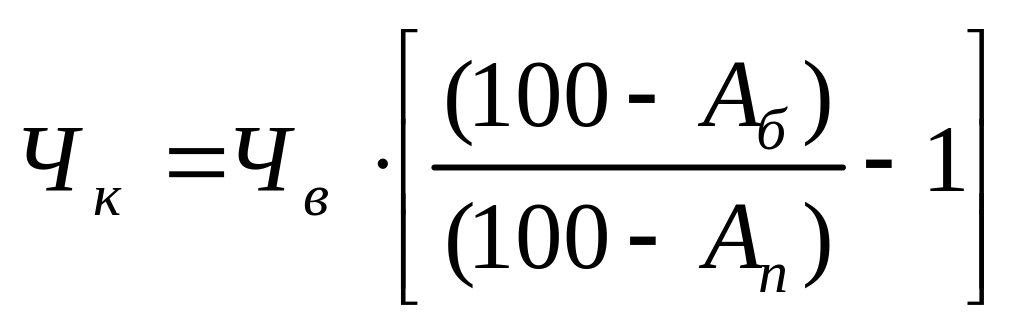 Ч_к = Ч_в · [ (100 - А_б) / (100 - А_п) - 1 ]